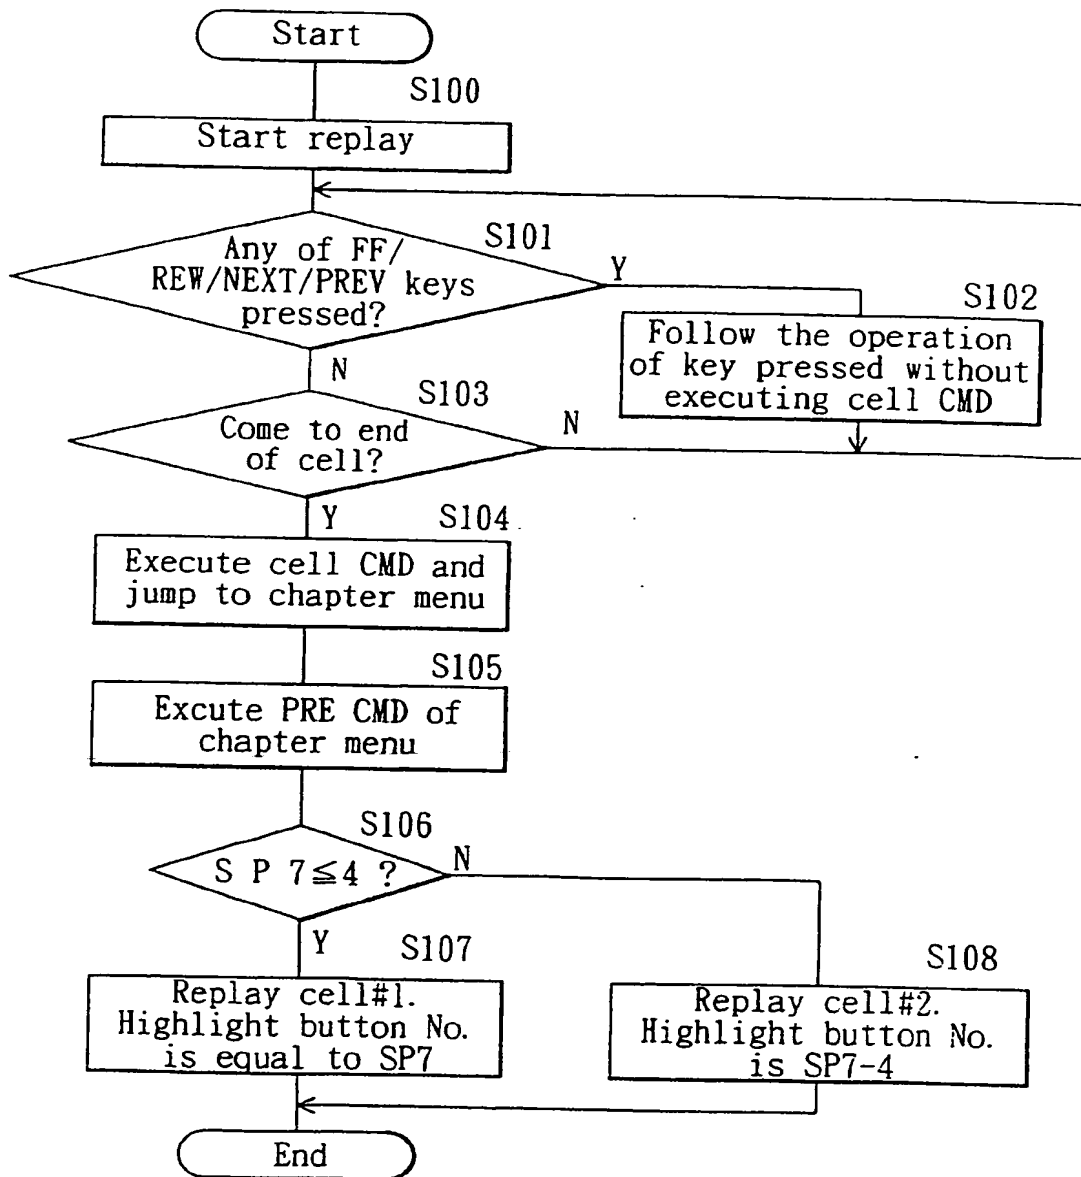 Start
S100
Start replay
S101
Any of FF/
REW/NEXT/PREV keys
pressed?
Y
N
S102
Follow the operation
of key pressed without
executing cell CMD
S103
Come to end
of cell?
N
Y
S104
Execute cell CMD and
jump to chapter menu
S105
Excute PRE CMD of
chapter menu
S106
S P 7≦4 ?
N
Y
S107
Replay cell#1.
Highlight button No.
is equal to SP7
S108
Replay cell#2.
Highlight button No.
is SP7-4
End